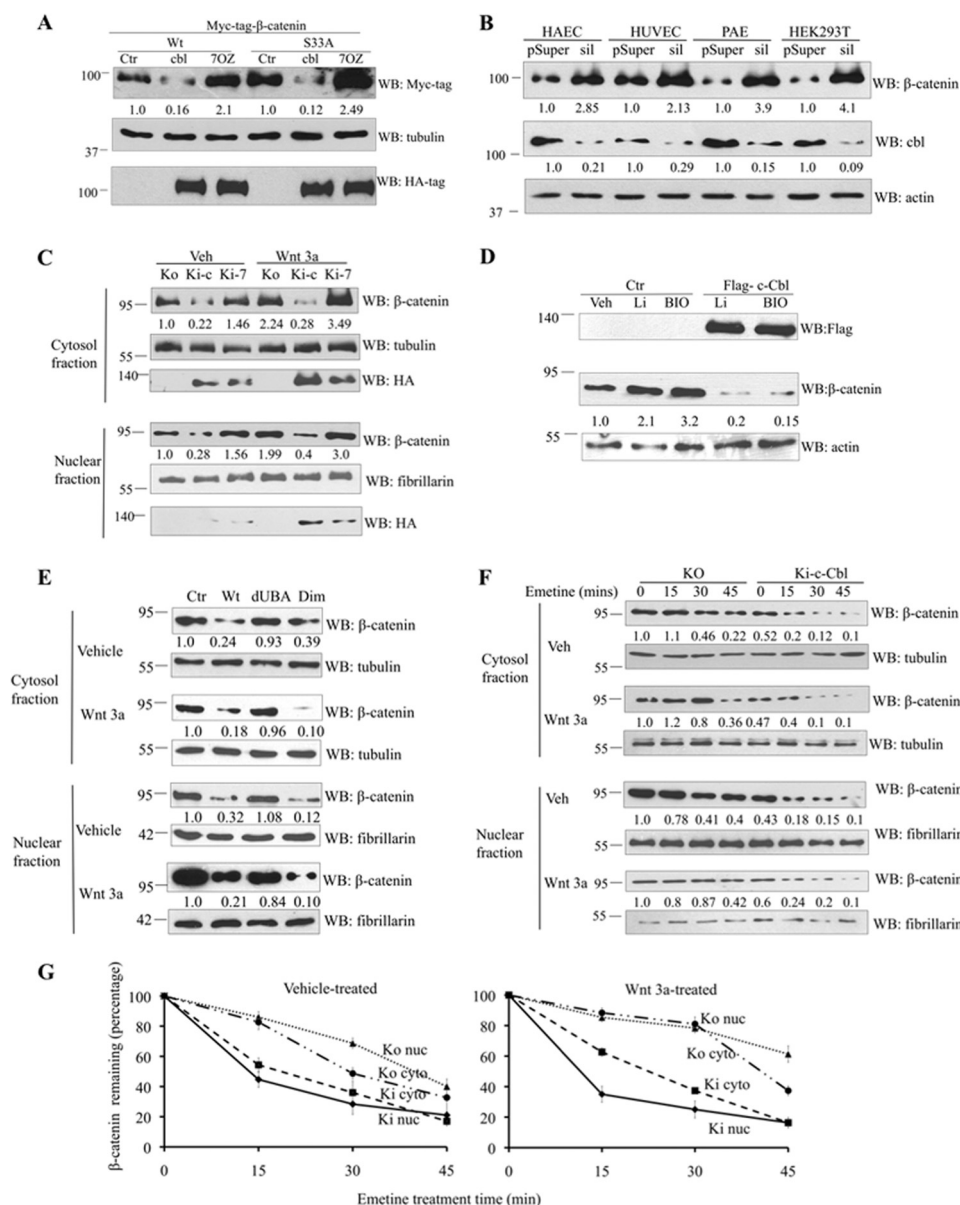 A
Myc-tag-β-catenin
Wt S33A
Ctr cbl 7OZ Ctr cbl 7OZ
100 WB: Myc-tag
1.0 0.16 2.1 1.0 0.12 2.49
WB: tubulin
37
100 WB: HA-tag
B
HAEC HUVEC PAE HEK293T
pSuper sil pSuper sil pSuper sil pSuper sil
100 WB: β-catenin
1.0 2.85 1.0 2.13 1.0 3.9 1.0 4.1
WB: cbl
100
1.0 0.21 1.0 0.29 1.0 0.15 1.0 0.09
WB: actin
37
C
Veh Wnt 3a
Ko Ki-c Ki-7 Ko Ki-c Ki-7
95 WB: β-catenin
1.0 0.22 1.46 2.24 0.28 3.49
Cytosol fraction
WB: tubulin
55
140 WB: HA
95 WB: β-catenin
1.0 0.28 1.56 1.99 0.4 3.0
Nuclear fraction
WB: fibrillarin
55
140 WB: HA
D
Ctr Flag- c-Cbl
Veh Li BIO Li BIO
140
WB:Flag
95
WB:β-catenin
1.0 2.1 3.2 0.2 0.15
55
WB: actin
E
Ctr Wt dUBA Dim
95 WB: β-catenin
1.0 0.24 0.93 0.39
Vehicle
55 WB: tubulin
Cytosol fraction
95 WB: β-catenin
Wnt 3a
1.0 0.18 0.96 0.10
55 WB: tubulin
95 WB: β-catenin
1.0 0.32 1.08 0.12
Vehicle
42 WB: fibrillarin
Nuclear fraction
95 WB: β-catenin
Wnt 3a
1.0 0.21 0.84 0.10
42 WB: fibrillarin
F
KO Ki-c-Cbl
Emetine (mins) 0 15 30 45 0 15 30 45
95 WB: β-catenin
Veh
1.0 1.1 0.46 0.22 0.52 0.2 0.12 0.1
55 WB: tubulin
Cytosol fraction
95 WB: β-catenin
Wnt 3a
1.0 1.2 0.8 0.36 0.47 0.4 0.1 0.1
55 WB: tubulin
Veh
95 WB: β-catenin
1.0 0.78 0.41 0.4 0.43 0.18 0.15 0.1
55 WB: fibrillarin
Nuclear fraction
Wnt 3a
95 WB: β-catenin
1.0 0.8 0.87 0.42 0.6 0.24 0.2 0.1
55
WB: fibrillarin
G
β-catenin remaining (percentage)
Vehicle-treated
100
80
60
40
20
0
Ko nuc
Ko cyto
Ki cyto
Ki nuc
0 15 30 45
Wnt 3a-treated
100
80
60
40
20
0
Ko nuc
Ko cyto
Ki cyto
Ki nuc
0 15 30 45
Emetine treatment time (min)